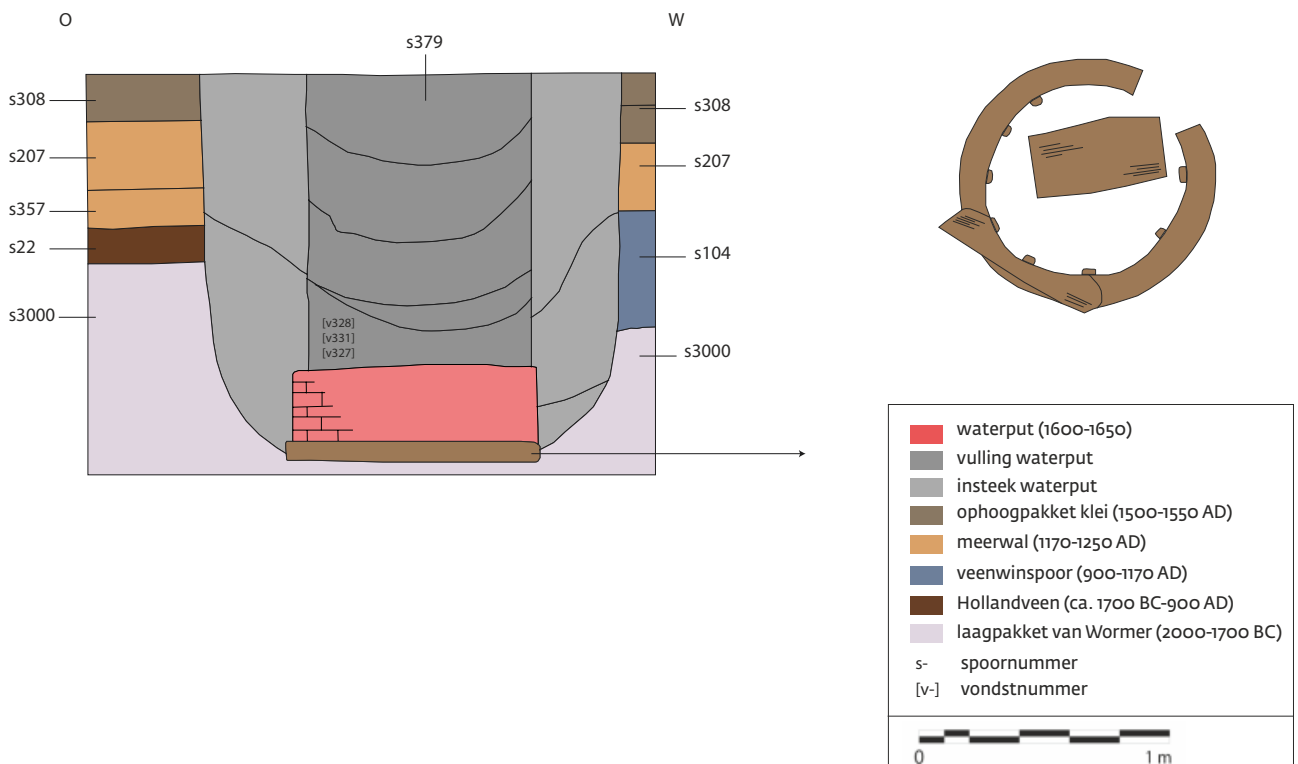 O
W
s379
s308
s207
s357
s22
s3000
s308
s207
s104
s3000
[v328]
[v331]
[v327]
waterput (1600-1650)
vulling waterput
insteek waterput
ophoogpakket klei (1500-1550 AD)
meerwal (1170-1250 AD)
veenwinspoor (900-1170 AD)
Hollandveen (ca. 1700 BC-900 AD)
laagpakket van Wormer (2000-1700 BC)
s- spoornummer
[v-] vondstnummer
0 1 m